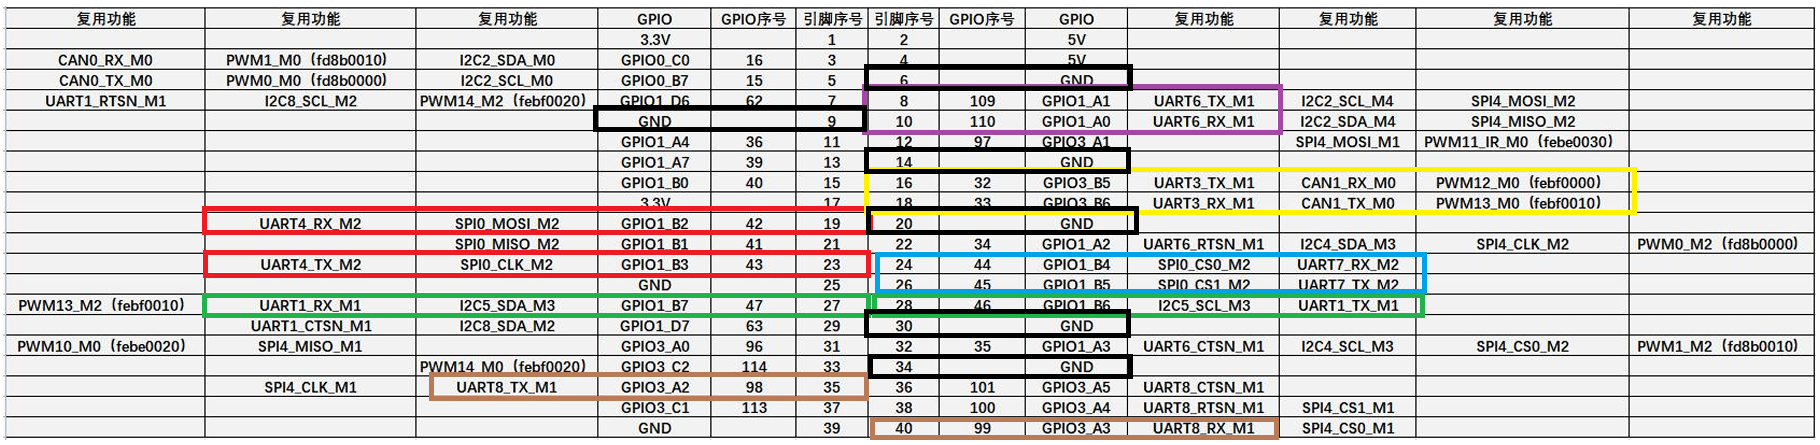 复用功能 复用功能 复用功能 GPIO GPIO序号 引脚序号 引脚序号 GPIO序号 GPIO 复用功能 复用功能 复用功能 复用功能
3.3V 1 2 5V
CAN0_RX_M0 PWM1_M0（fd8b0010） I2C2_SDA_M0 GPIO0_C0 16 3 4 5V
CAN0_TX_M0 PWM0_M0（fd8b0000） I2C2_SCL_M0 GPIO0_B7 15 5 6 GND
UART1_RTSN_M1 I2C8_SCL_M2 PWM14_M2（febf0020） GPIO1_D6 62 7 8 109 GPIO1_A1 UART6_TX_M1 I2C2_SCL_M4 SPI4_MOSI_M2
GND 9 10 110 GPIO1_A0 UART6_RX_M1 I2C2_SDA_M4 SPI4_MISO_M2
GPIO1_A4 36 11 12 97 GPIO3_A1 SPI4_MOSI_M1 PWM11_IR_M0（febe0030）
GPIO1_A7 39 13 14 GND
GPIO1_B0 40 15 16 32 GPIO3_B5 UART3_TX_M1 CAN1_RX_M0 PWM12_M0（febf0000）
3.3V 17 18 33 GPIO3_B6 UART3_RX_M1 CAN1_TX_M0 PWM13_M0（febf0010）
UART4_RX_M2 SPI0_MOSI_M2 GPIO1_B2 42 19 20 GND
SPI0_MISO_M2 GPIO1_B1 41 21 22 34 GPIO1_A2 UART6_RTSN_M1 I2C4_SDA_M3 SPI4_CLK_M2 PWM0_M2（fd8b0000）
UART4_TX_M2 SPI0_CLK_M2 GPIO1_B3 43 23 24 44 GPIO1_B4 SPI0_CS0_M2 UART7_RX_M2
GND 25 26 45 GPIO1_B5 SPI0_CS1_M2 UART7_TX_M2
PWM13_M2（febf0010） UART1_RX_M1 I2C5_SDA_M3 GPIO1_B7 47 27 28 46 GPIO1_B6 I2C5_SCL_M3 UART1_TX_M1
UART1_CTSN_M1 I2C8_SDA_M2 GPIO1_D7 63 29 30 GND
PWM10_M0（febe0020） SPI4_MISO_M1 GPIO3_A0 96 31 32 35 GPIO1_A3 UART6_CTSN_M1 I2C4_SCL_M3 SPI4_CS0_M2 PWM1_M2（fd8b0010）
PWM14_M0（febf0020） GPIO3_C2 114 33 34 GND
SPI4_CLK_M1 UART8_TX_M1 GPIO3_A2 98 35 36 101 GPIO3_A5 UART8_CTSN_M1
GPIO3_C1 113 37 38 100 GPIO3_A4 UART8_RTSN_M1 SPI4_CS1_M1
GND 39 40 99 GPIO3_A3 UART8_RX_M1 SPI4_CS0_M1